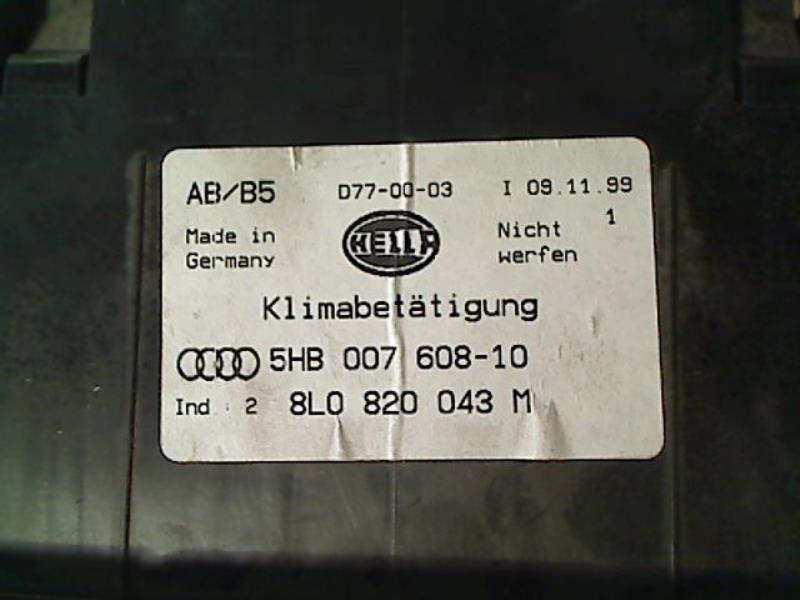 AB/B5 D77-00-03 I 09.11.99
Made in Germany HELLA Nicht werfen 1
Klimabetätigung
5HB 007 608-10
Ind : 2 8L0 820 043 M